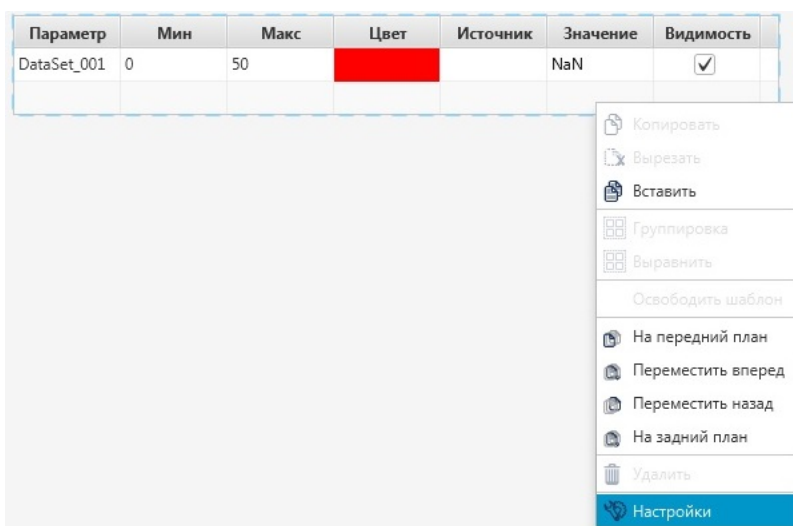 Параметр Мин Макс Цвет Источник Значение Видимость
DataSet_001 0 50 NaN
Копировать
Вырезать
Вставить
Группировка
Выравнить
Освободить шаблон
На передний план
Переместить вперед
Переместить назад
На задний план
Удалить
Настройки